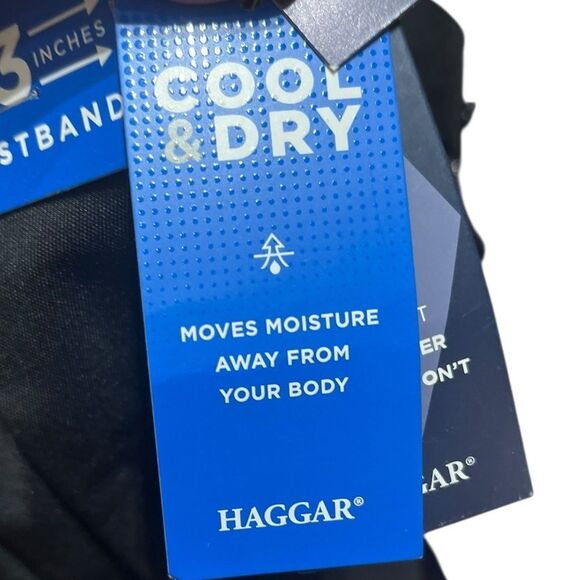 3 INCHES
STBAND
COOL
& DRY
MOVES MOISTURE
AWAY FROM
YOUR BODY
HAGGAR®
T
ER
ON'T
GAR®